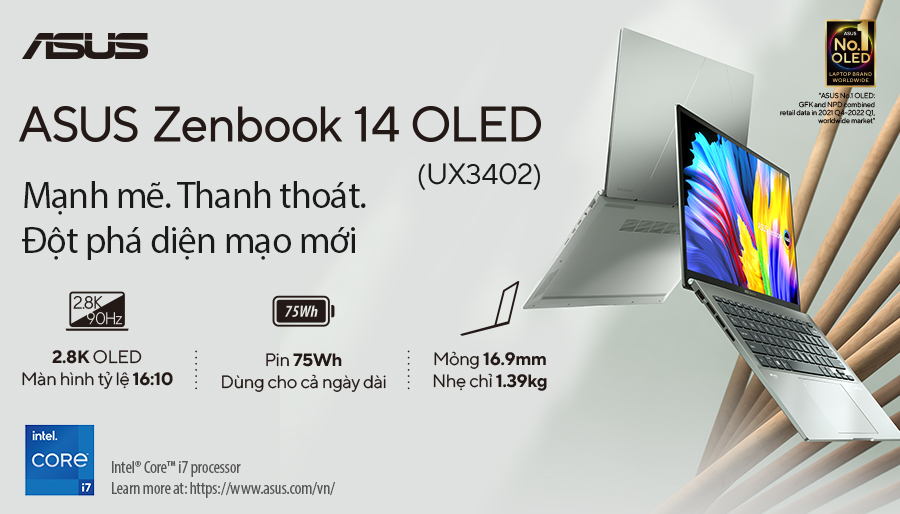 ASUS
ASUS
No.1
OLED
LAPTOP BRAND
WORLDWIDE
"ASUS No.1 OLED:
GFK and NPD combined
retail data in 2021 Q4-2022 Q1,
worldwide market"
ASUS Zenbook 14 OLED
(UX3402)
Mạnh mẽ. Thanh thoát.
Đột phá diện mạo mới
2.8K
90Hz
2.8K OLED
Màn hình tỷ lệ 16:10
75Wh
Pin 75Wh
Dùng cho cả ngày dài
Mỏng 16.9mm
Nhẹ chỉ 1.39kg
intel.
CORE
i7
Intel® Core™ i7 processor
Learn more at: https://www.asus.com/vn/